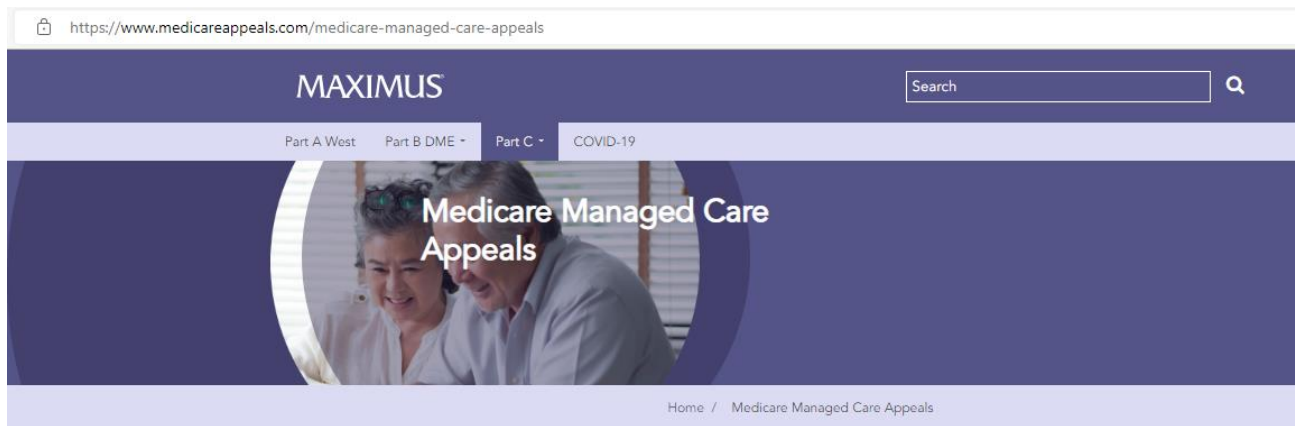 https://www.medicareappeals.com/medicare-managed-care-appeals
MAXIMUS
Search
Part A West Part B DME Part C COVID-19
Medicare Managed Care
Appeals
Home / Medicare Managed Care Appeals